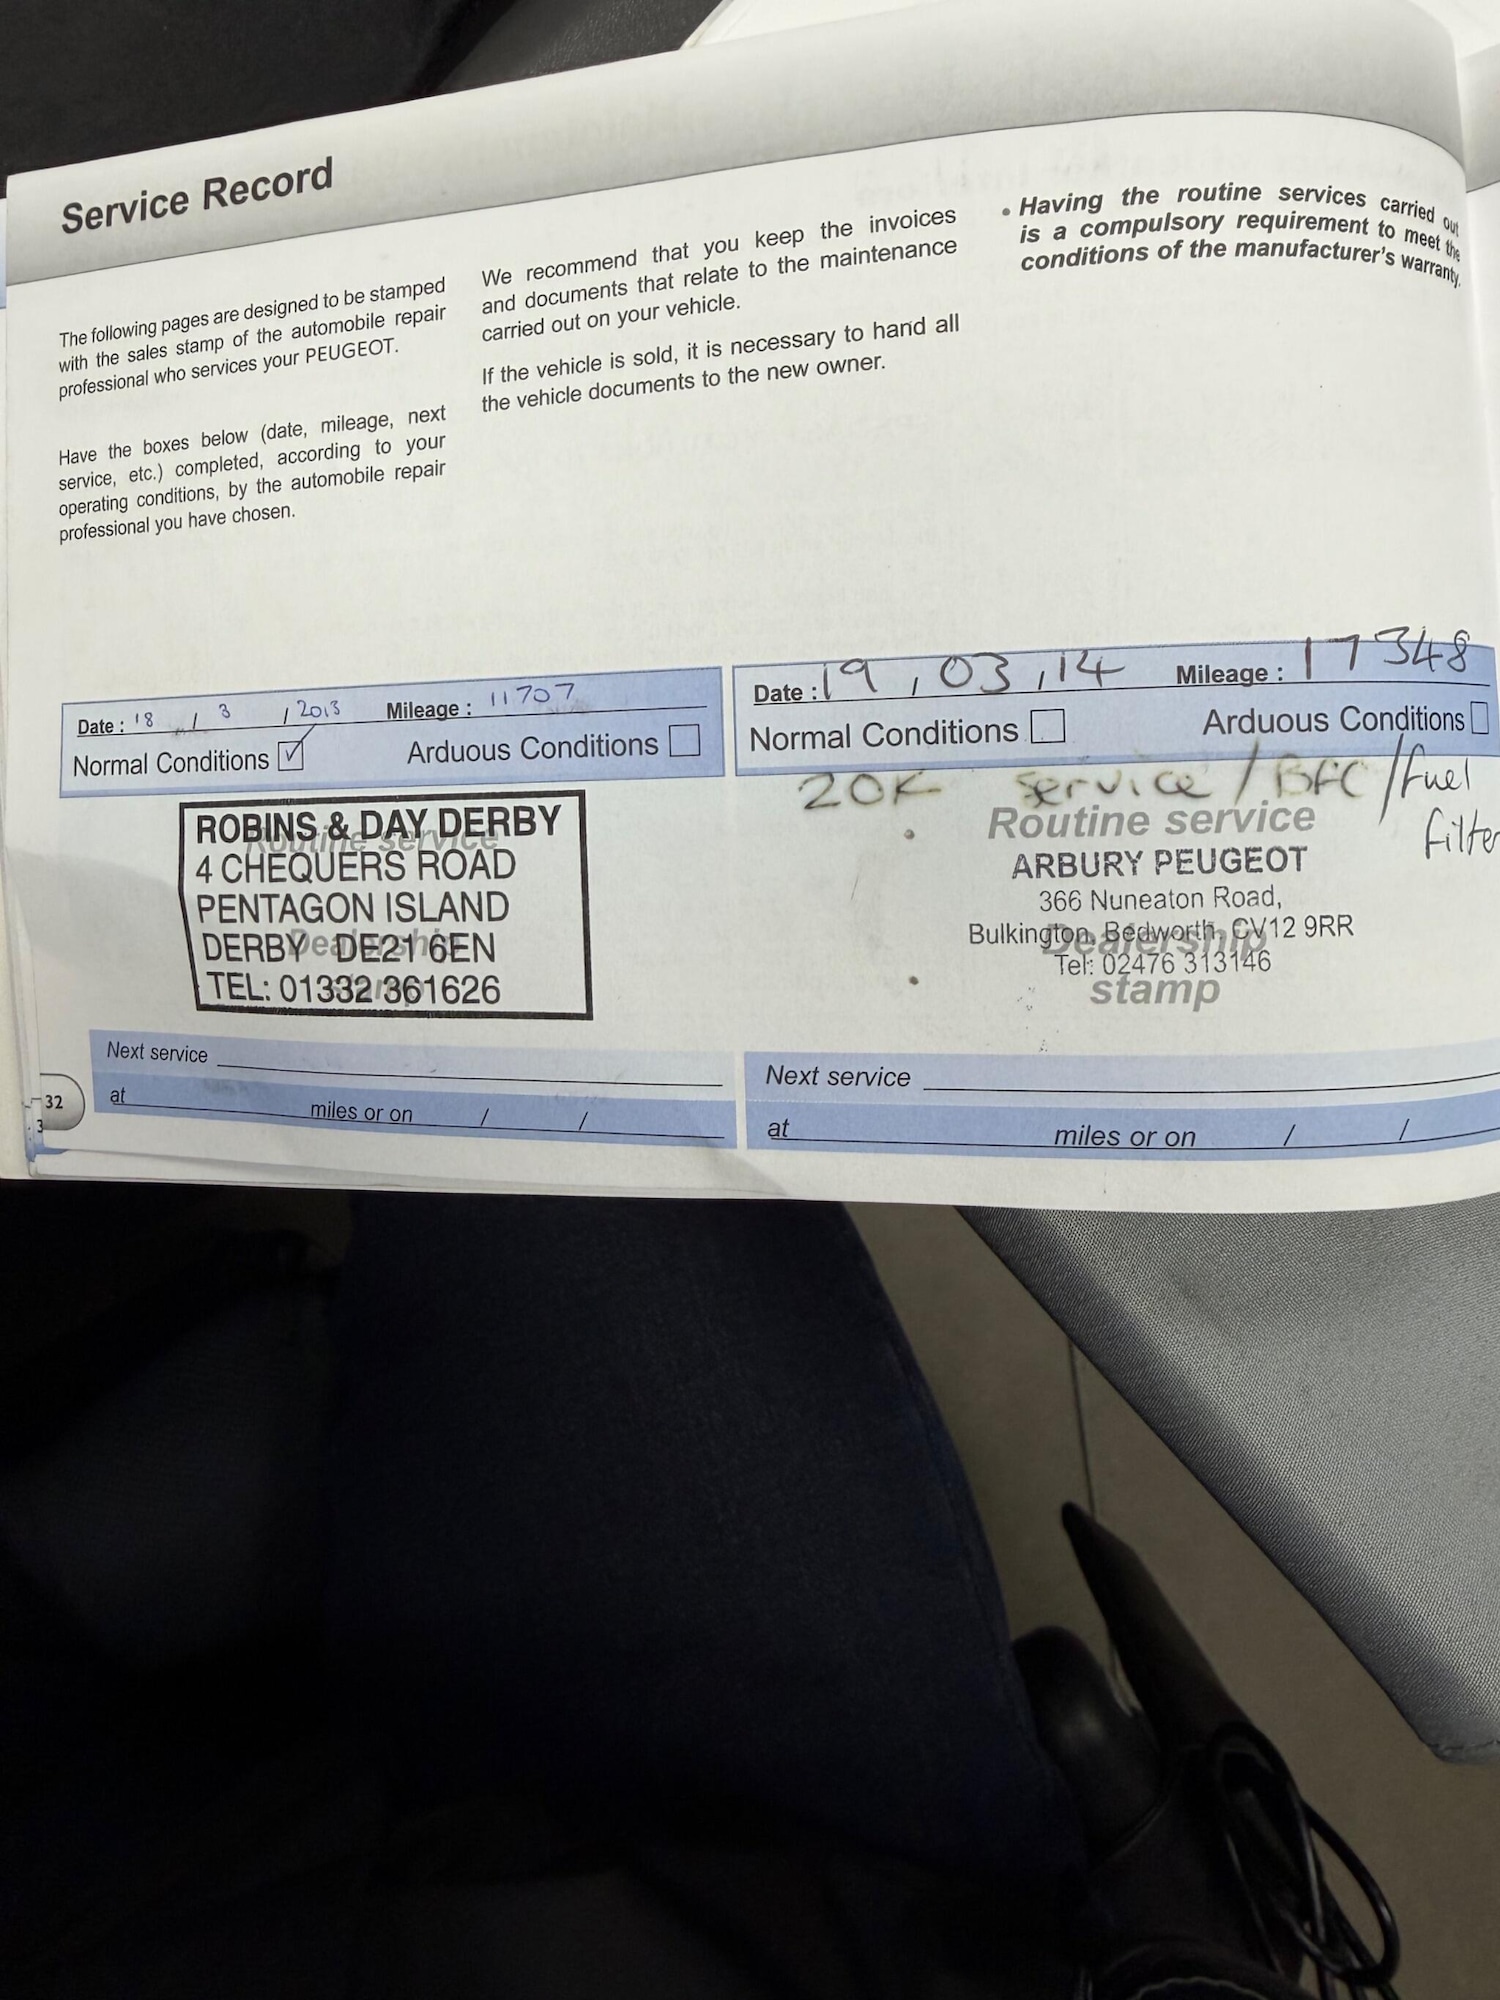 Service Record
The following pages are designed to be stamped
with the sales stamp of the automobile repair
professional who services your PEUGEOT.
Have the boxes below (date, mileage, next
service, etc.) completed, according to your
operating conditions, by the automobile repair
professional you have chosen.
We recommend that you keep the invoices
and documents that relate to the maintenance
carried out on your vehicle.
If the vehicle is sold, it is necessary to hand all
the vehicle documents to the new owner.
• Having the routine services carried out
is a compulsory requirement to meet the
conditions of the manufacturer's warranty.
Date : 18 / 3 / 2013 Mileage : 11707
Normal Conditions ✓ Arduous Conditions
Routine service
ROBINS & DAY DERBY
4 CHEQUERS ROAD
PENTAGON ISLAND
DERBY DE21 6EN
TEL: 01332 361626
Dealership
stamp
Next service
at miles or on / /
Date : 19 / 03 / 14 Mileage : 17348
Normal Conditions Arduous Conditions
20K service / BFC / fuel
filter
Routine service
ARBURY PEUGEOT
366 Nuneaton Road,
Bulkington, Bedworth, CV12 9RR
Tel: 02476 313146
Dealership
stamp
Next service
at miles or on / /
32
3